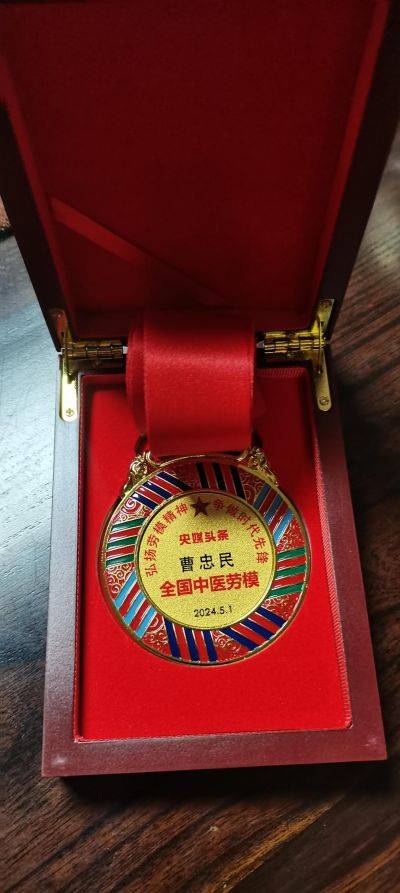 弘扬劳模精神 ★ 争做时代先锋
央媒头条
曹忠民
全国中医劳模
2024.5.1